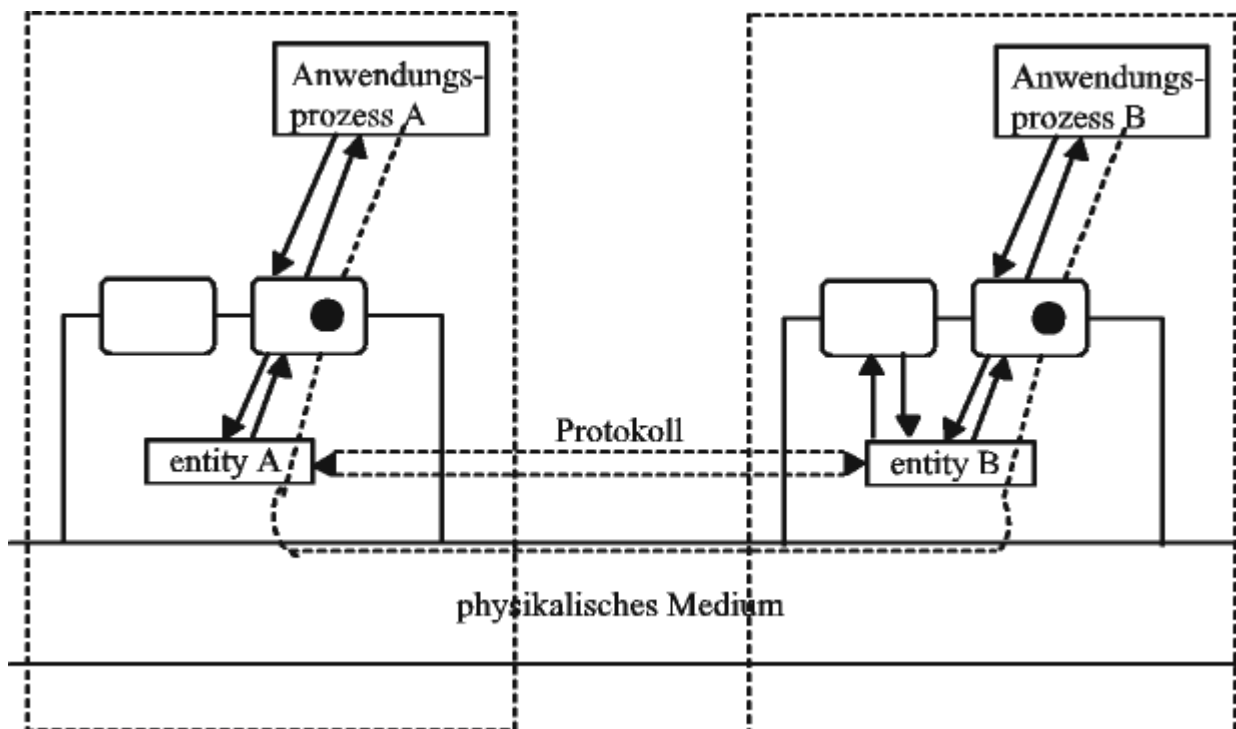 Anwendungs-
prozess A
Anwendungs-
prozess B
Protokoll
entity A
entity B
physikalisches Medium